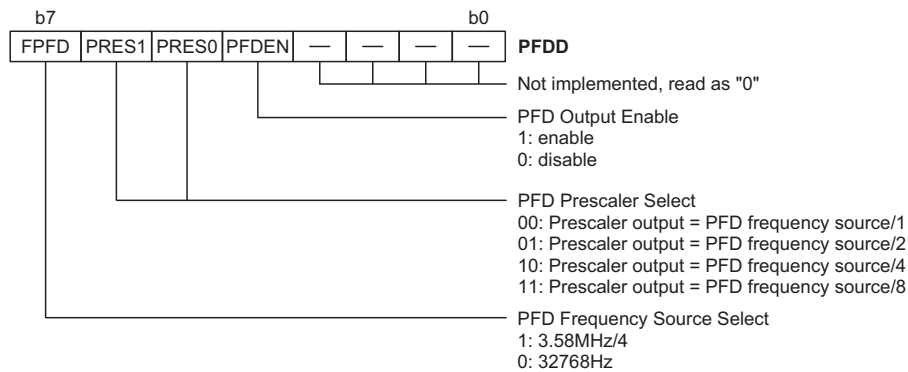 b7 b0
FPFD PRES1 PRES0 PFDEN — — — — PFDD
Not implemented, read as "0"
PFD Output Enable
1: enable
0: disable
PFD Prescaler Select
00: Prescaler output = PFD frequency source/1
01: Prescaler output = PFD frequency source/2
10: Prescaler output = PFD frequency source/4
11: Prescaler output = PFD frequency source/8
PFD Frequency Source Select
1: 3.58MHz/4
0: 32768Hz